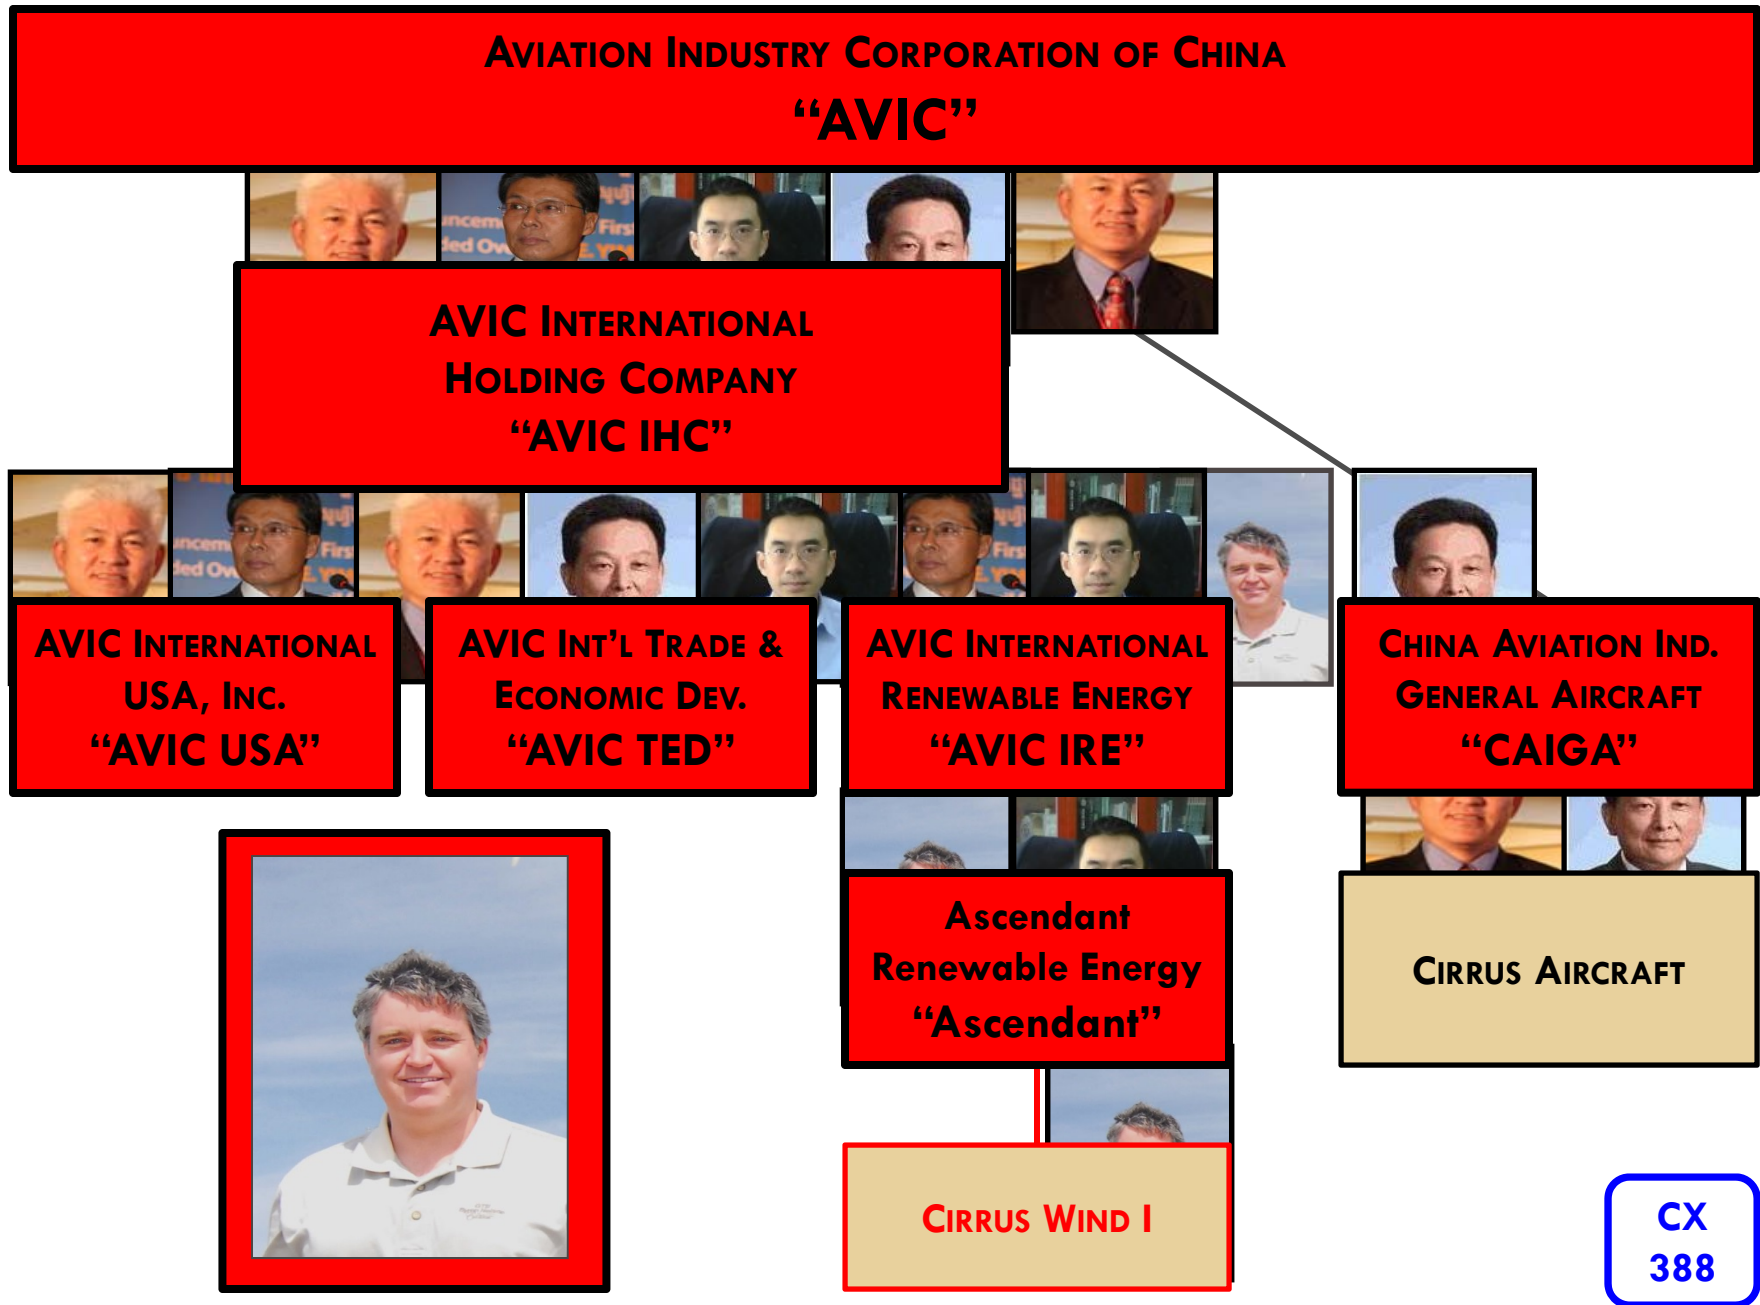 AVIATION INDUSTRY CORPORATION OF CHINA
“AVIC”
AVIC INTERNATIONAL
HOLDING COMPANY
“AVIC IHC”
AVIC INTERNATIONAL
USA, INC.
“AVIC USA”
AVIC INT’L TRADE &
ECONOMIC DEV.
“AVIC TED”
AVIC INTERNATIONAL
RENEWABLE ENERGY
“AVIC IRE”
CHINA AVIATION IND.
GENERAL AIRCRAFT
“CAIGA”
Ascendant
Renewable Energy
“Ascendant”
CIRRUS AIRCRAFT
CIRRUS WIND I
CX
388